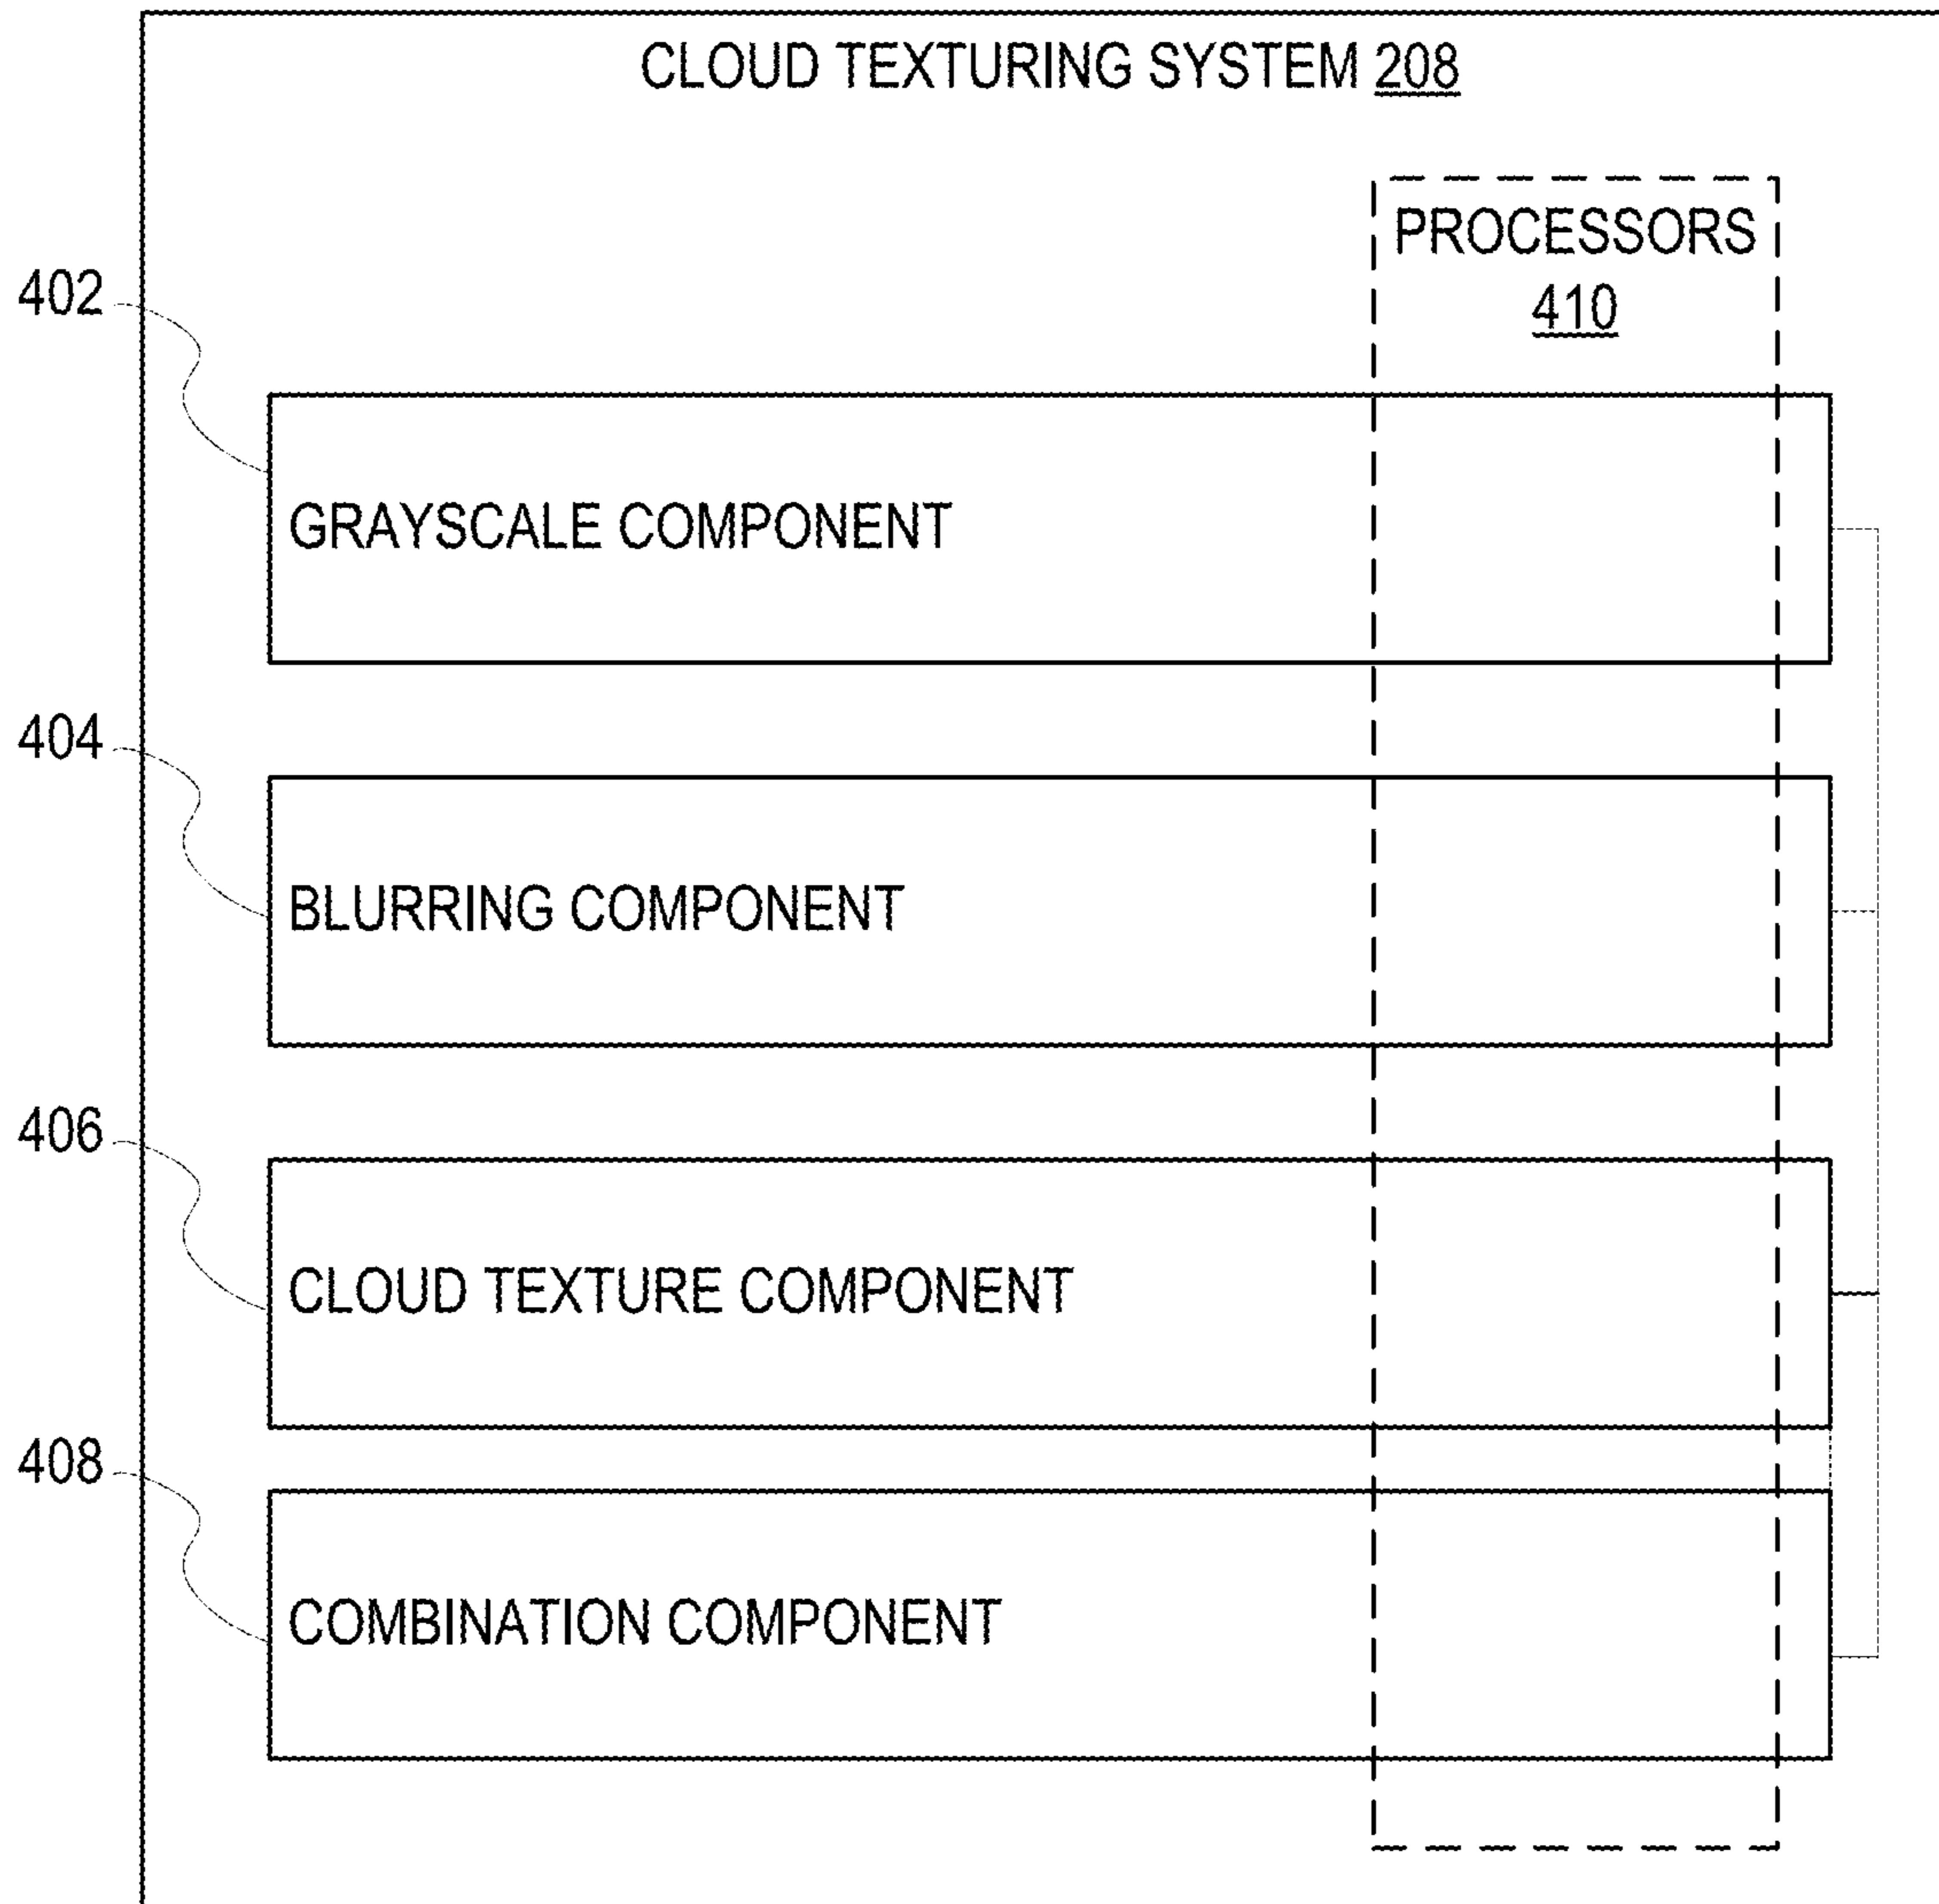 CLOUD TEXTURING SYSTEM 208
PROCESSORS
410
402
GRAYSCALE COMPONENT
404
BLURRING COMPONENT
406
CLOUD TEXTURE COMPONENT
408
COMBINATION COMPONENT